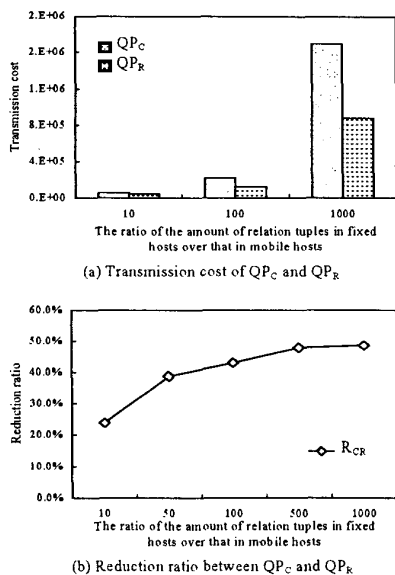 2.E+06
2.E+06
1.E+06
8.E+05
4.E+05
0.E+00
Transmission cost
QPC
QPR
10 100 1000
The ratio of the amount of relation tuples in fixed
hosts over that in mobile hosts
(a) Transmission cost of QPC and QPR
60.0%
50.0%
40.0%
30.0%
20.0%
10.0%
0.0%
Reduction ratio
RCR
10 50 100 500 1000
The ratio of the amount of relation tuples in fixed
hosts over that in mobile hosts
(b) Reduction ratio between QPC and QPR